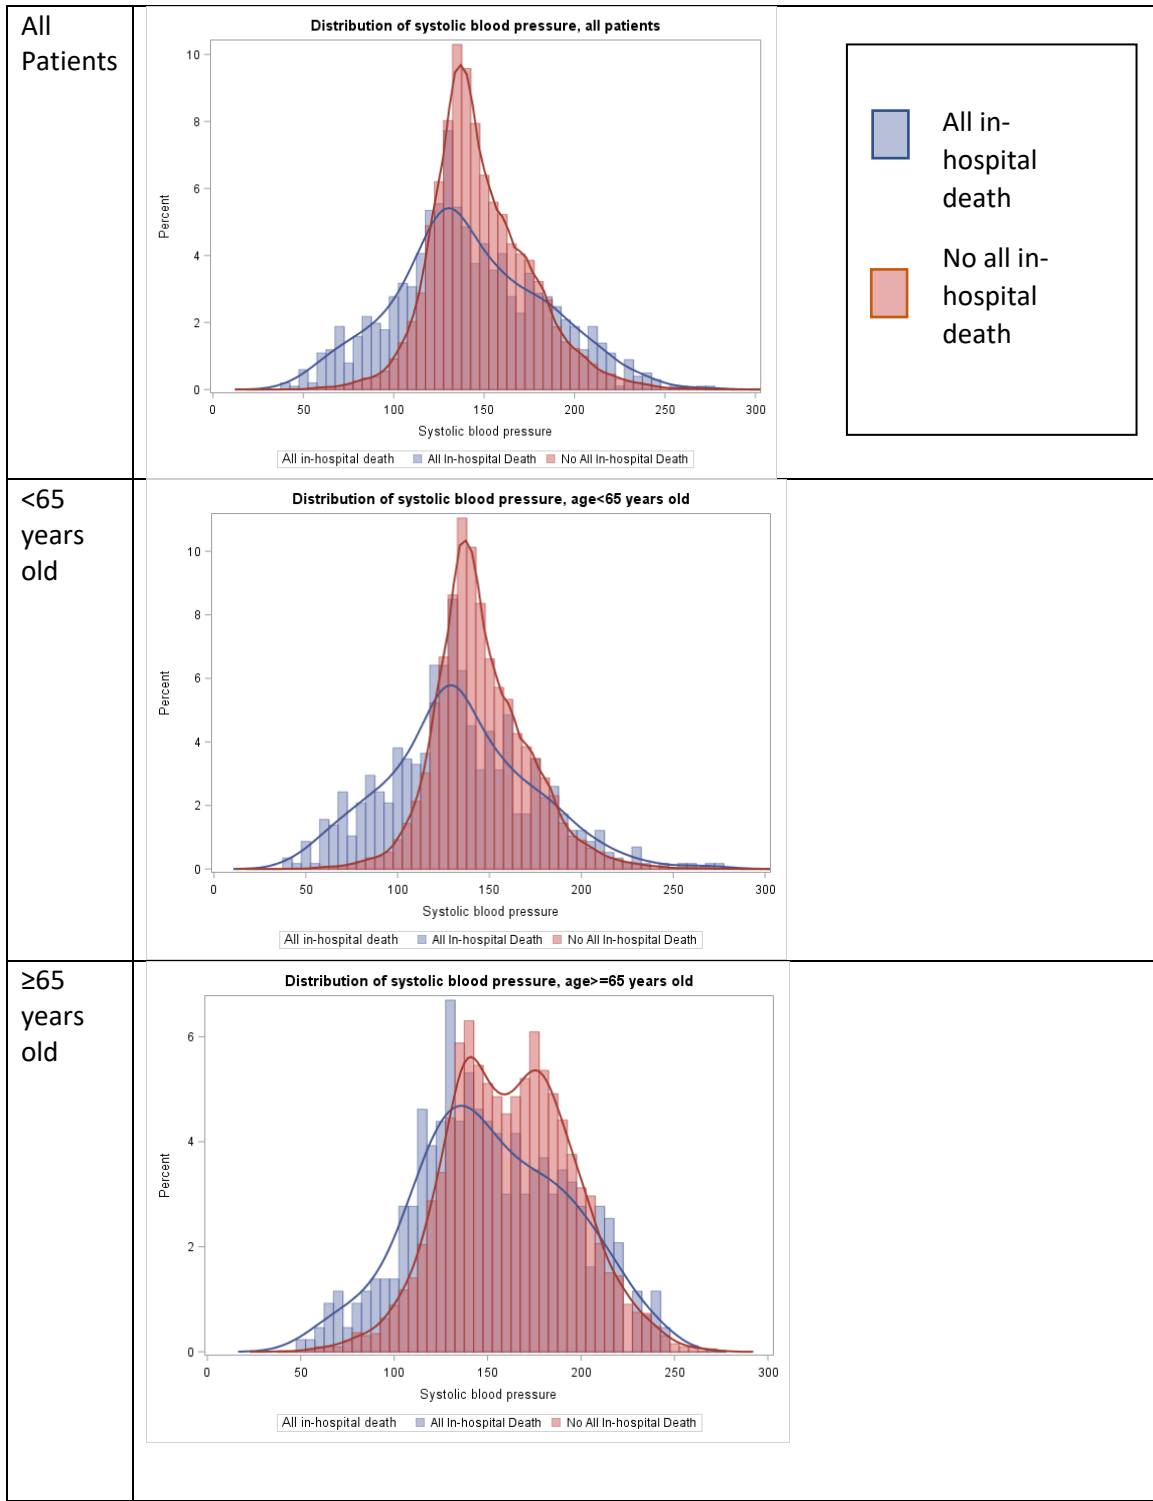 All
Patients
Distribution of systolic blood pressure, all patients
10
8
6
4
2
0
Percent
0 50 100 150 200 250 300
Systolic blood pressure
All in-hospital death All In-hospital Death No All In-hospital Death
All in-
hospital
death
No all in-
hospital
death
<65
years
old
Distribution of systolic blood pressure, age<65 years old
10
8
6
4
2
0
Percent
0 50 100 150 200 250 300
Systolic blood pressure
All in-hospital death All In-hospital Death No All In-hospital Death
≥65
years
old
Distribution of systolic blood pressure, age>=65 years old
6
4
2
0
Percent
0 50 100 150 200 250 300
Systolic blood pressure
All in-hospital death All In-hospital Death No All In-hospital Death